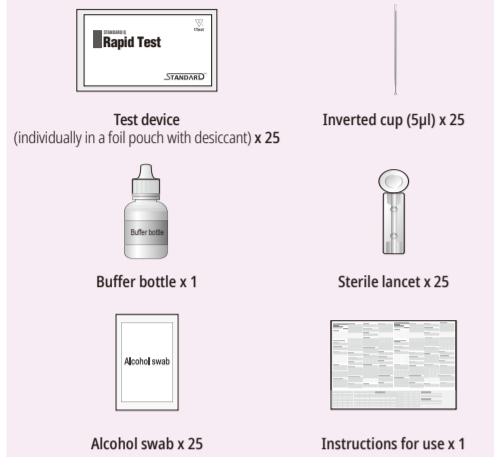 STANDARD Q
Rapid Test
1Test
STANDARD
Test device
(individually in a foil pouch with desiccant) x 25
Inverted cup (5μl) x 25
Buffer bottle
Buffer bottle x 1
Sterile lancet x 25
Alcohol swab
Alcohol swab x 25
Instructions for use x 1